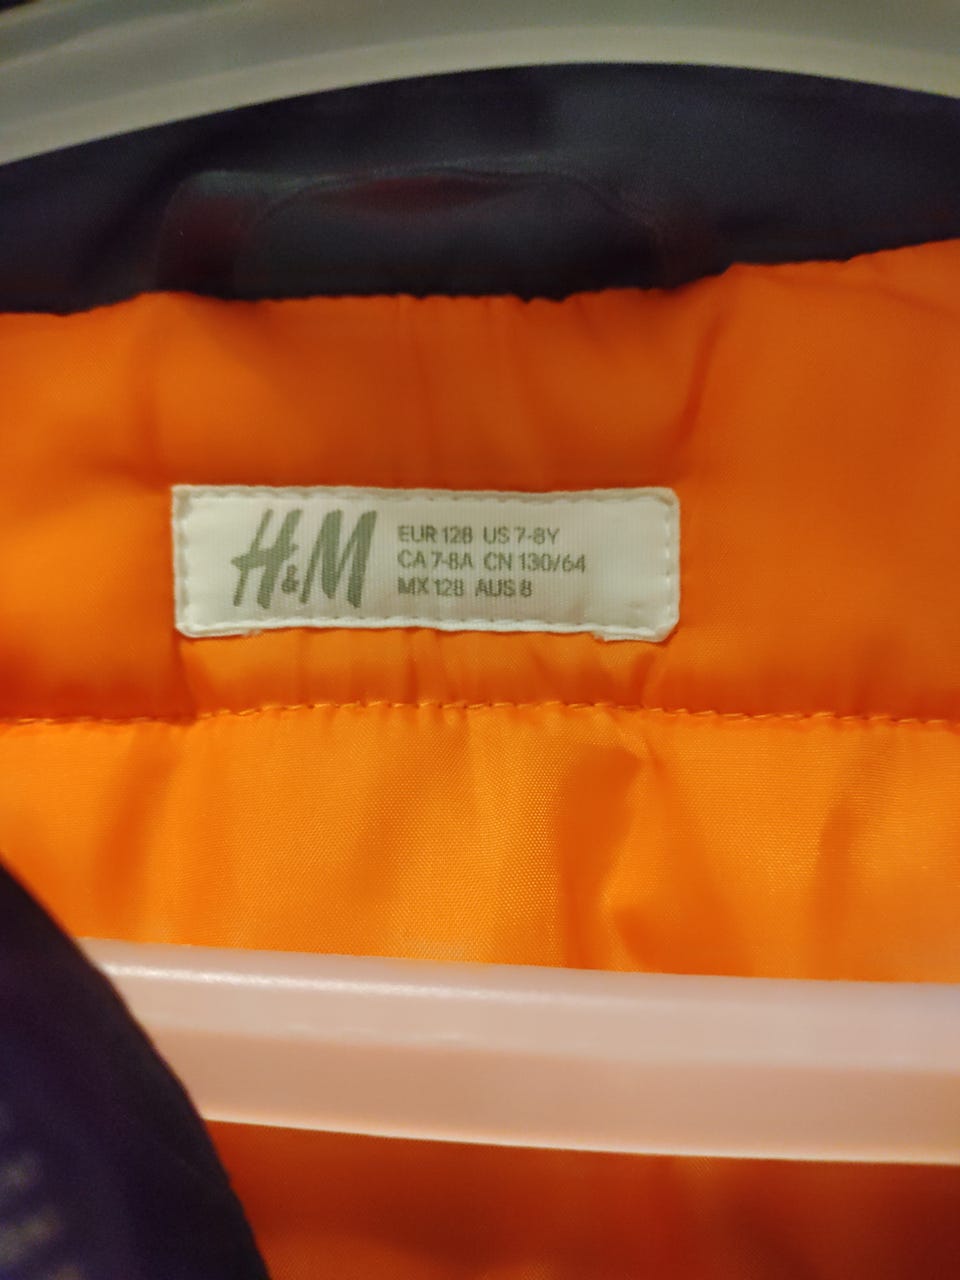 H&M
EUR 128 US 7-8Y
CA 7-8A CN 130/64
MX 128 AUS 8